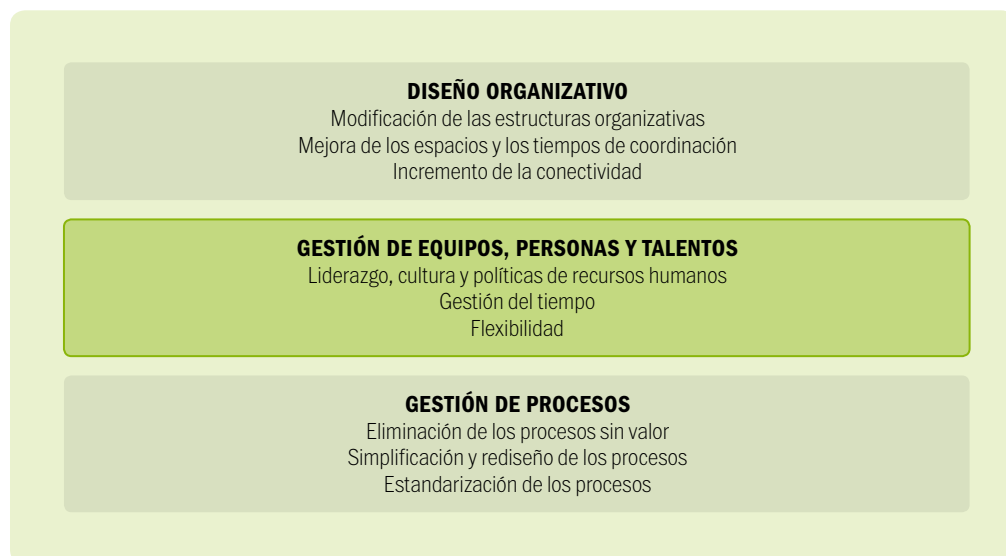 DISEÑO ORGANIZATIVO
Modificación de las estructuras organizativas
Mejora de los espacios y los tiempos de coordinación
Incremento de la conectividad
GESTIÓN DE EQUIPOS, PERSONAS Y TALENTOS
Liderazgo, cultura y políticas de recursos humanos
Gestión del tiempo
Flexibilidad
GESTIÓN DE PROCESOS
Eliminación de los procesos sin valor
Simplificación y rediseño de los procesos
Estandarización de los procesos